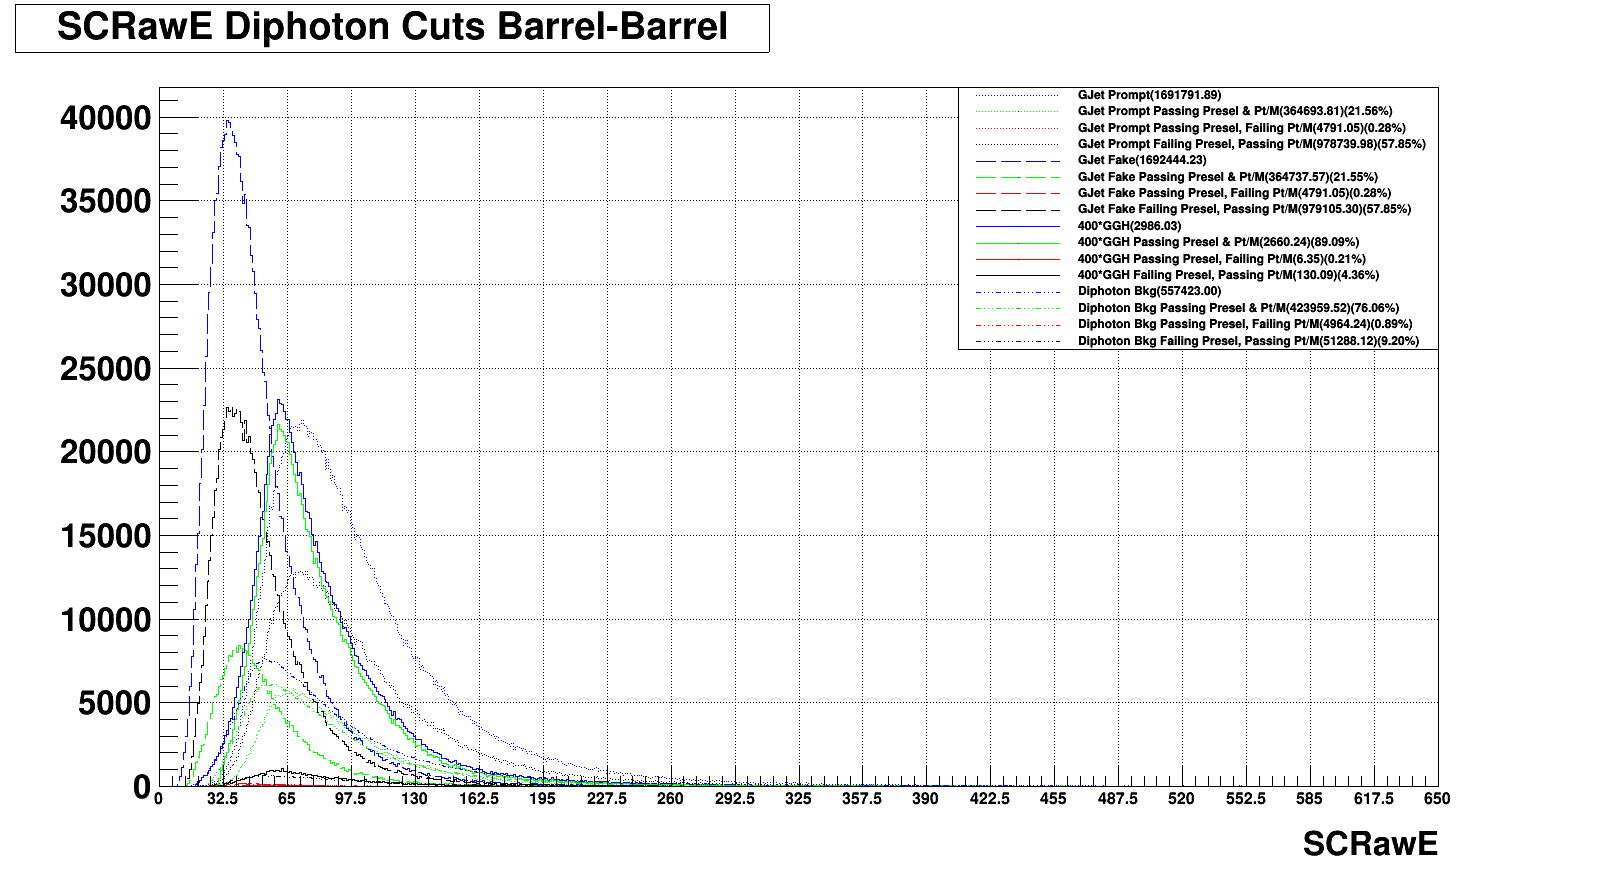 SCRawE Diphoton Cuts Barrel-Barrel
GJet Prompt(1691791.89)
GJet Prompt Passing Presel & Pt/M(364693.81)(21.56%)
GJet Prompt Passing Presel, Failing Pt/M(4791.05)(0.28%)
GJet Prompt Failing Presel, Passing Pt/M(978739.98)(57.85%)
GJet Fake(1692444.23)
GJet Fake Passing Presel & Pt/M(364737.57)(21.55%)
GJet Fake Passing Presel, Failing Pt/M(4791.05)(0.28%)
GJet Fake Failing Presel, Passing Pt/M(979105.30)(57.85%)
400*GGH(2986.03)
400*GGH Passing Presel & Pt/M(2660.24)(89.09%)
400*GGH Passing Presel, Failing Pt/M(6.35)(0.21%)
400*GGH Failing Presel, Passing Pt/M(130.09)(4.36%)
Diphoton Bkg(557423.00)
Diphoton Bkg Passing Presel & Pt/M(423959.52)(76.06%)
Diphoton Bkg Passing Presel, Failing Pt/M(4964.24)(0.89%)
Diphoton Bkg Failing Presel, Passing Pt/M(51288.12)(9.20%)
40000
35000
30000
25000
20000
15000
10000
5000
0
0 32.5 65 97.5 130 162.5 195 227.5 260 292.5 325 357.5 390 422.5 455 487.5 520 552.5 585 617.5 650
SCRawE